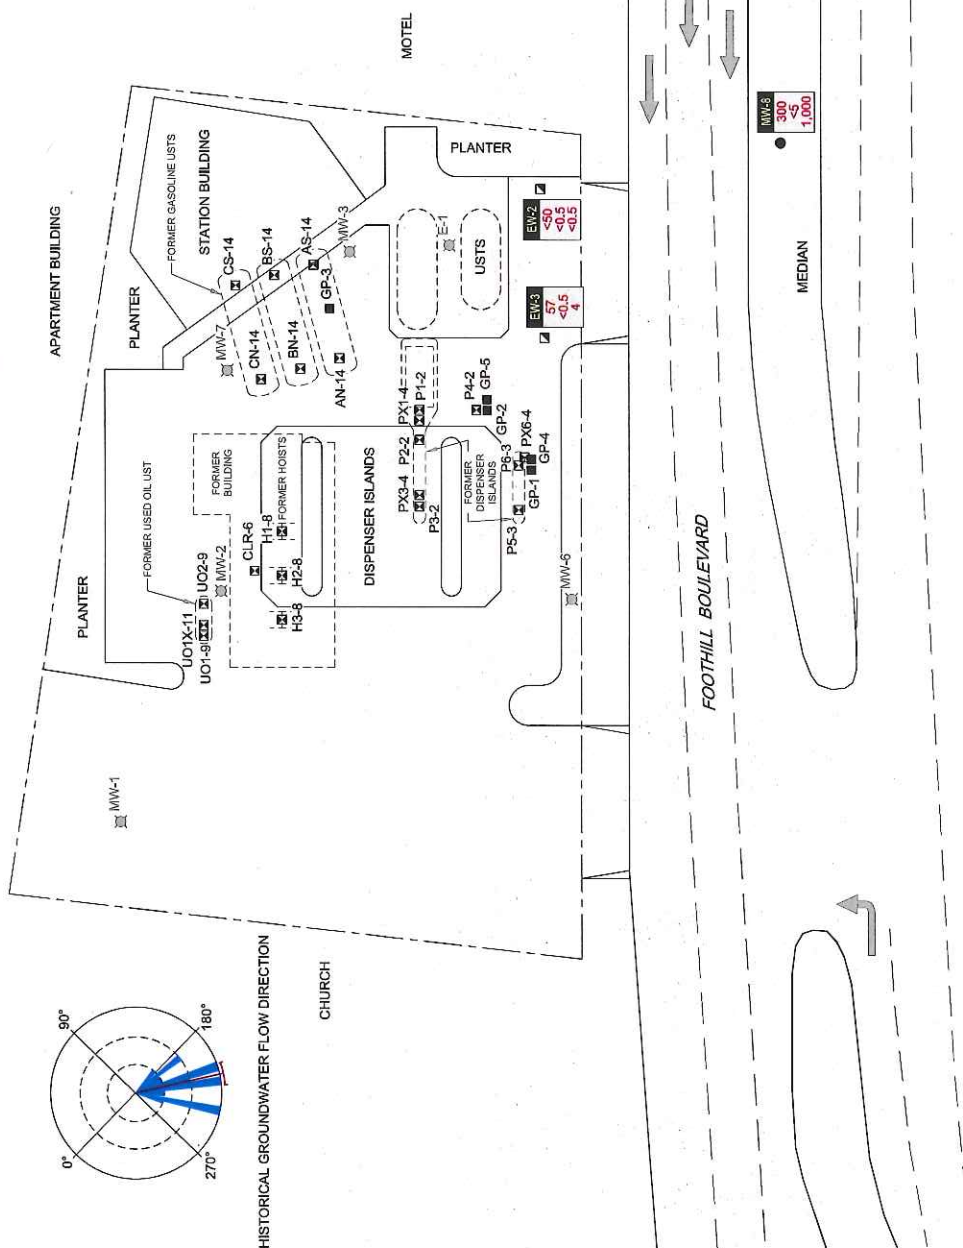 MOTEL
APARTMENT BUILDING
FORMER GASOLINE USTS
STATION BUILDING
PLANTER
PLANTER
CS-14
BS-14
AS-14
MW-3
GP-3
MW-7
CN-14
BN-14
AN-14
E-1
USTS
EW-2
<50
<0.5
<0.5
EW-3
57
<0.5
4
MW-8
300
<5
1,000
MEDIAN
FORMER USED OIL UST
FORMER
BUILDING
FORMER HOISTS
PLANTER
UO1X-11
UO1-9
UO2-9
MW-2
CLR-6
H1-8
H2-8
H3-8
DISPENSER ISLANDS
PX1-4
P1-2
P2-2
PX3-4
P3-2
FORMER
DISPENSER
ISLANDS
P4-2
GP-5
GP-2
P6-3
PX6-4
GP-4
GP-1
P5-3
MW-6
FOOTHILL BOULEVARD
MW-1
CHURCH
0°
90°
180°
270°
HISTORICAL GROUNDWATER FLOW DIRECTION